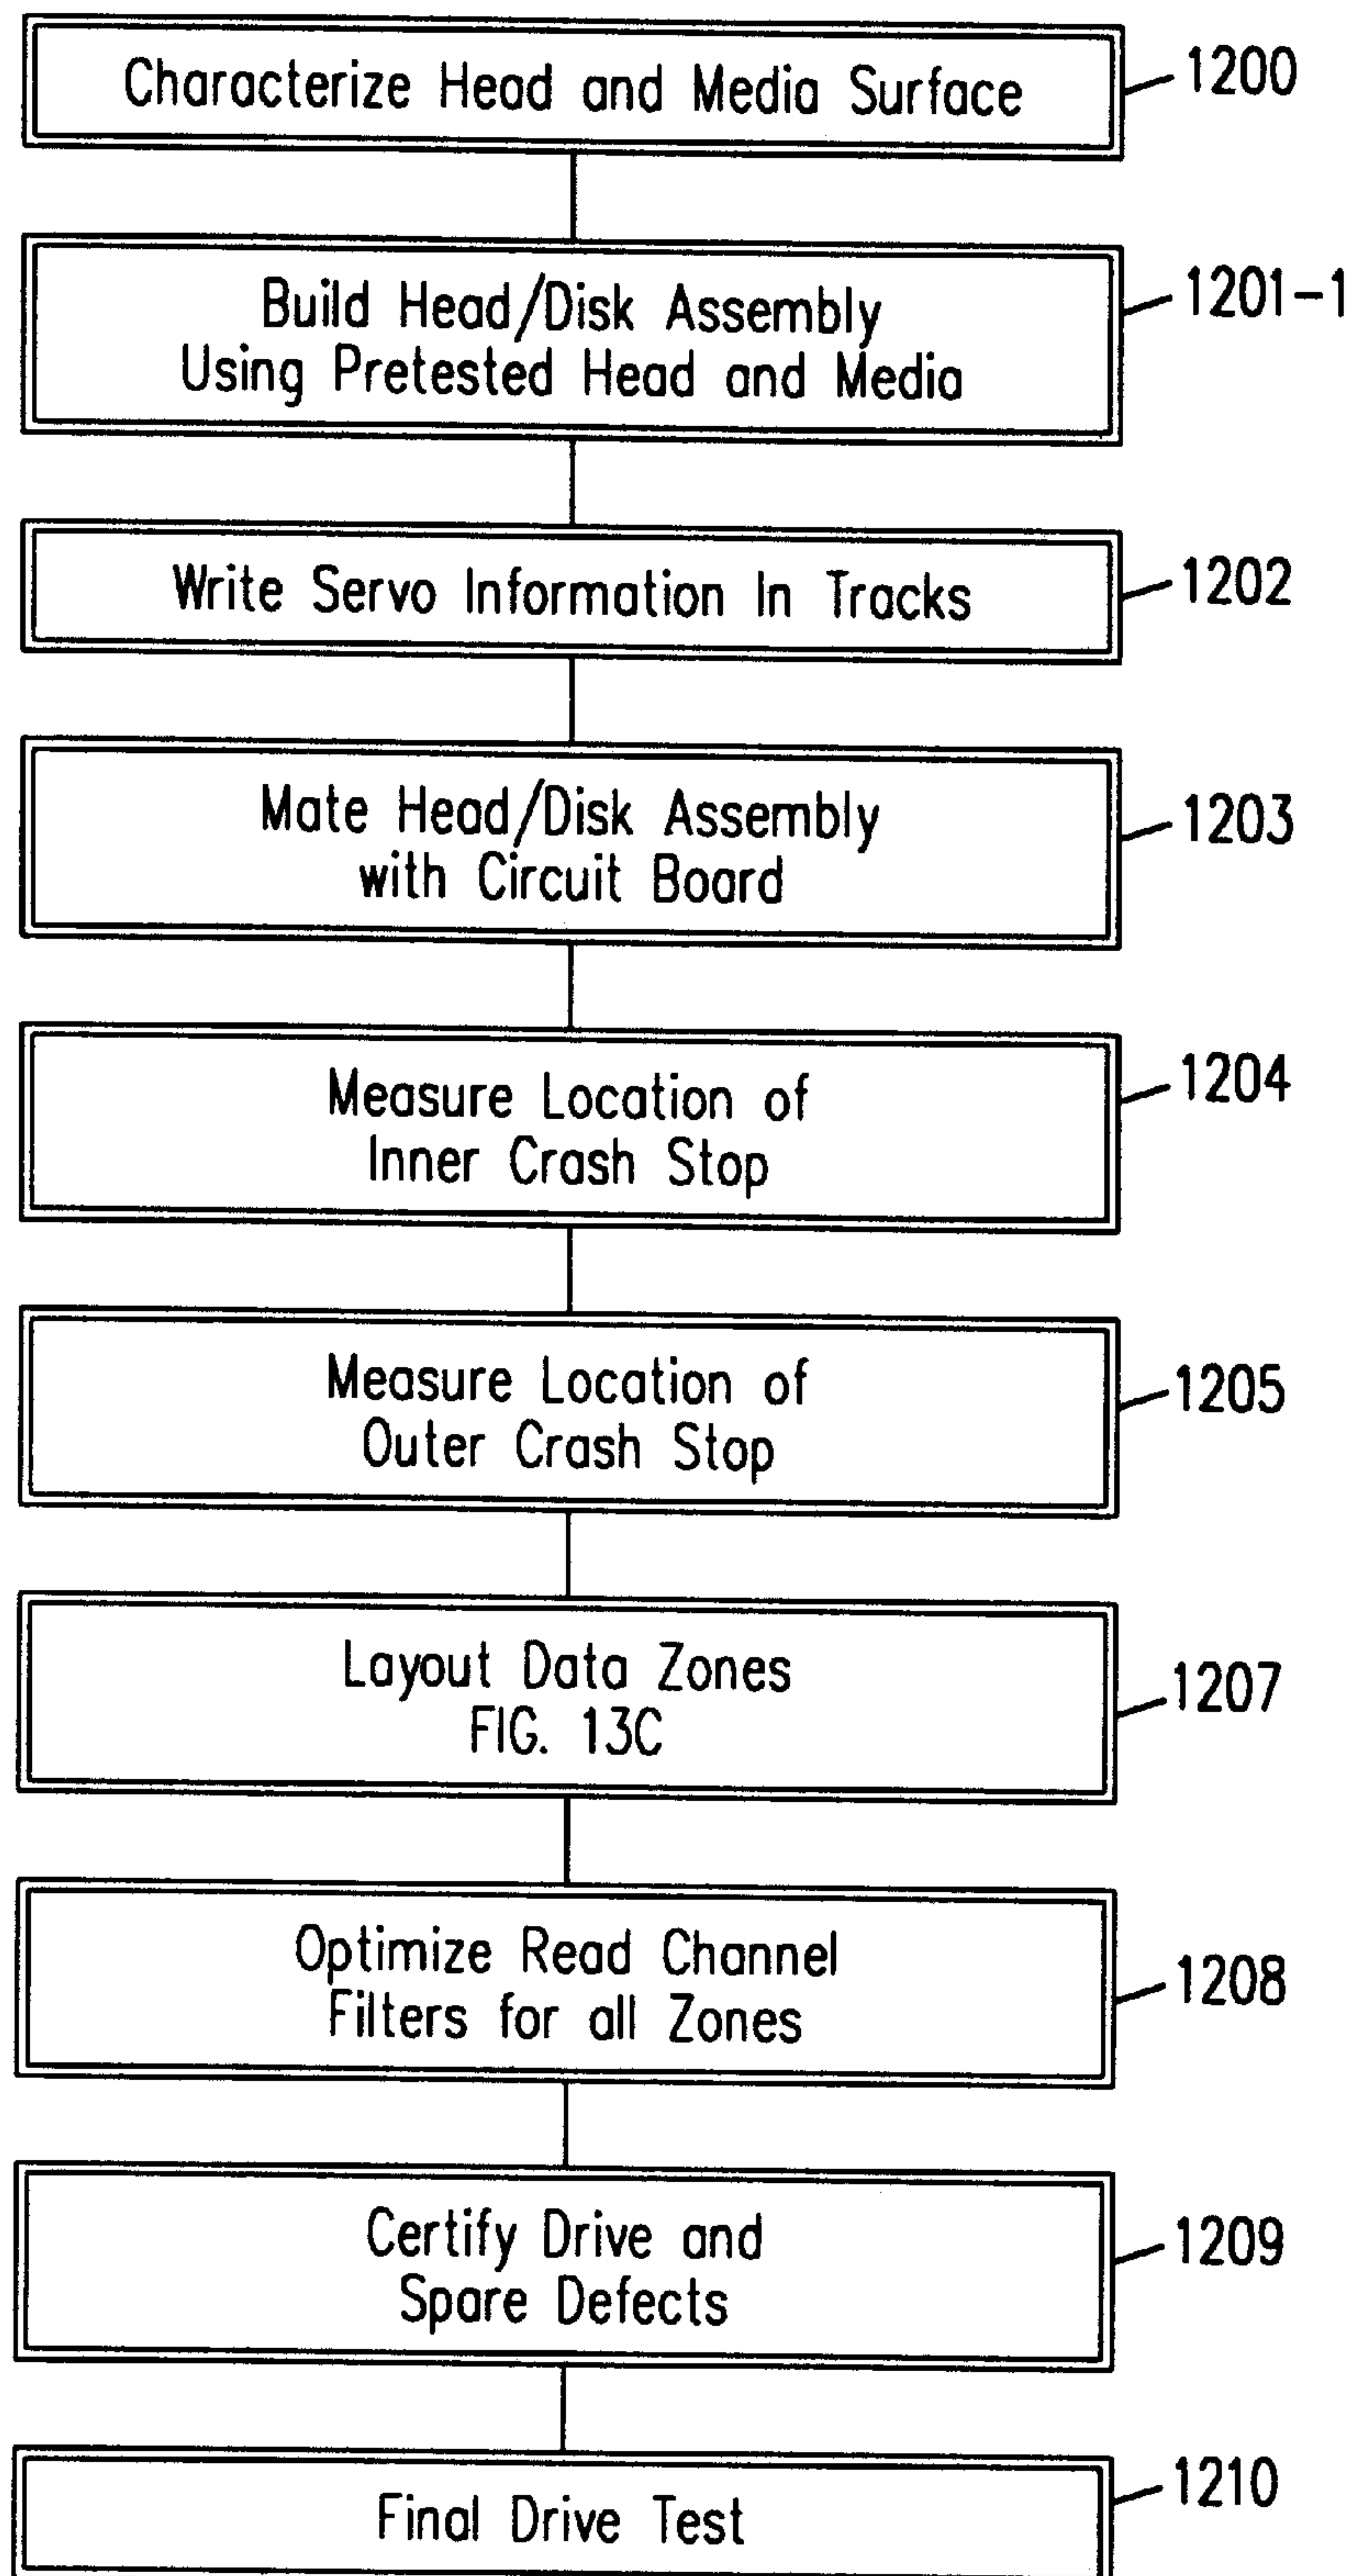 Characterize Head and Media Surface
1200
Build Head/Disk Assembly
Using Pretested Head and Media
1201-1
Write Servo Information In Tracks
1202
Mate Head/Disk Assembly
with Circuit Board
1203
Measure Location of
Inner Crash Stop
1204
Measure Location of
Outer Crash Stop
1205
Layout Data Zones
FIG. 13C
1207
Optimize Read Channel
Filters for all Zones
1208
Certify Drive and
Spare Defects
1209
Final Drive Test
1210